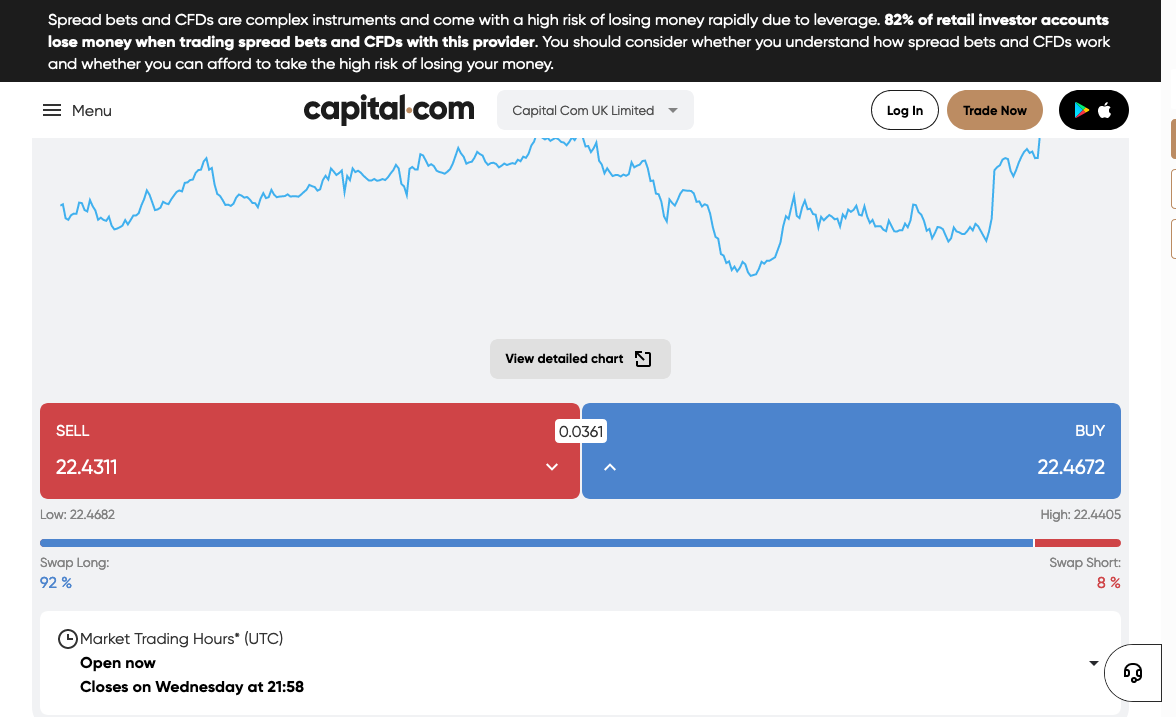 Spread bets and CFDs are complex instruments and come with a high risk of losing money rapidly due to leverage. 82% of retail investor accounts
lose money when trading spread bets and CFDs with this provider. You should consider whether you understand how spread bets and CFDs work
and whether you can afford to take the high risk of losing your money.
Menu
capital.com
Capital Com UK Limited
Log In
Trade Now
View detailed chart
SELL
0.0361
BUY
22.4311
22.4672
Low: 22.4682
High: 22.4405
Swap Long:
Swap Short:
92 %
8 %
Market Trading Hours* (UTC)
Open now
Closes on Wednesday at 21:58